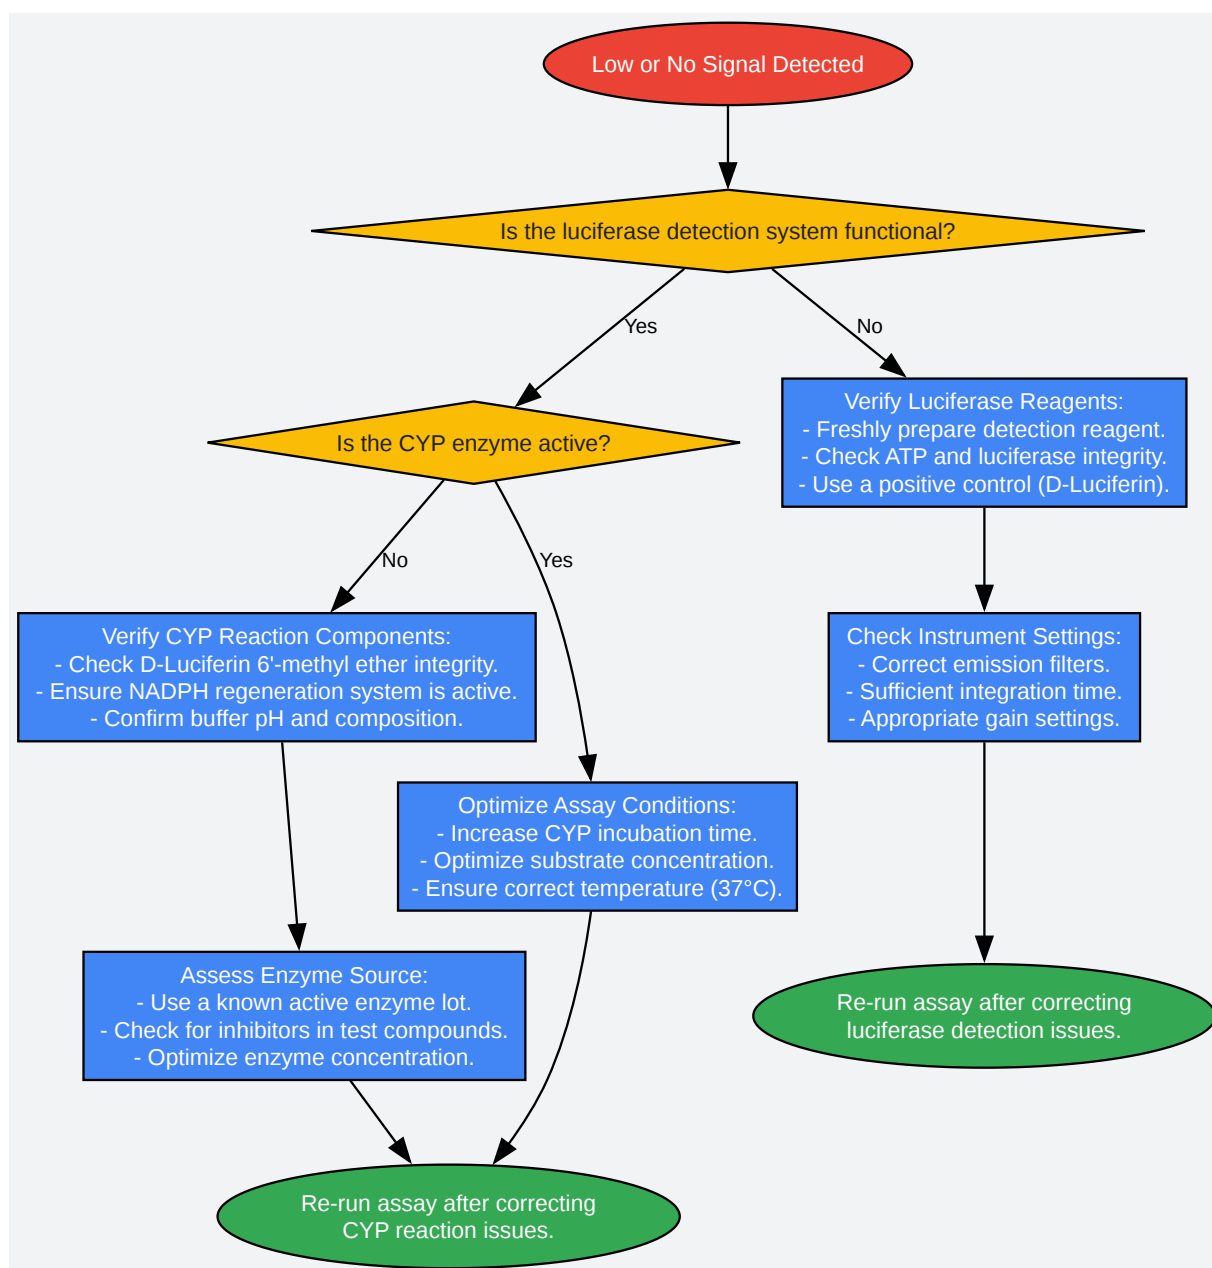 Low or No Signal Detected
Is the luciferase detection system functional?
Yes
No
Verify Luciferase Reagents:
- Freshly prepare detection reagent.
- Check ATP and luciferase integrity.
- Use a positive control (D-Luciferin).
Is the CYP enzyme active?
No
Yes
Verify CYP Reaction Components:
- Check D-Luciferin 6'-methyl ether integrity.
- Ensure NADPH regeneration system is active.
- Confirm buffer pH and composition.
Check Instrument Settings:
- Correct emission filters.
- Sufficient integration time.
- Appropriate gain settings.
Optimize Assay Conditions:
- Increase CYP incubation time.
- Optimize substrate concentration.
- Ensure correct temperature (37°C).
Assess Enzyme Source:
- Use a known active enzyme lot.
- Check for inhibitors in test compounds.
- Optimize enzyme concentration.
Re-run assay after correcting
luciferase detection issues.
Re-run assay after correcting
CYP reaction issues.